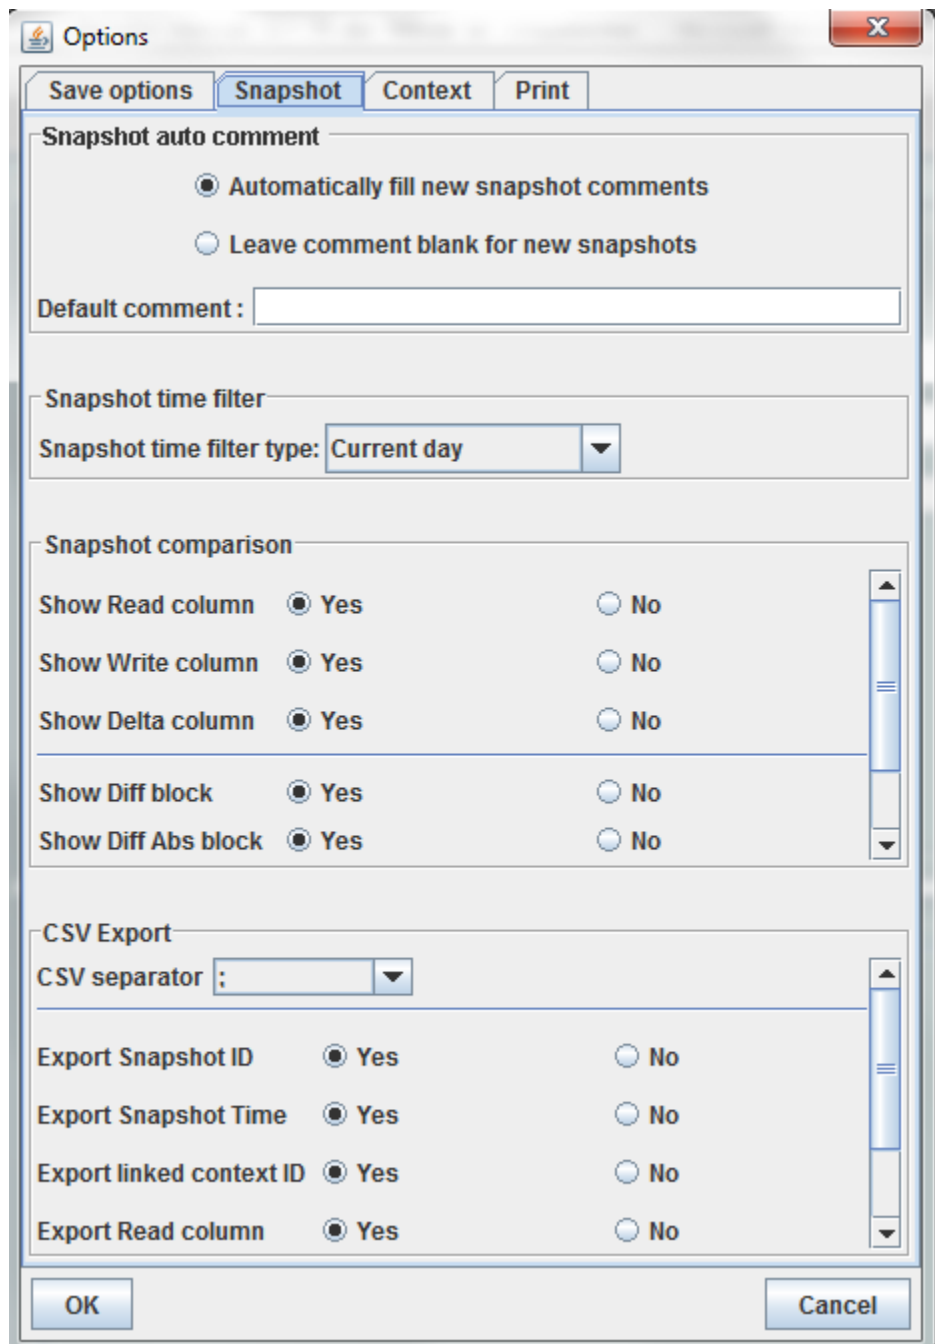 Options
Save options Snapshot Context Print
Snapshot auto comment
Automatically fill new snapshot comments
Leave comment blank for new snapshots
Default comment :
Snapshot time filter
Snapshot time filter type: Current day
Snapshot comparison
Show Read column Yes No
Show Write column Yes No
Show Delta column Yes No
Show Diff block Yes No
Show Diff Abs block Yes No
CSV Export
CSV separator ;
Export Snapshot ID Yes No
Export Snapshot Time Yes No
Export linked context ID Yes No
Export Read column Yes No
OK Cancel